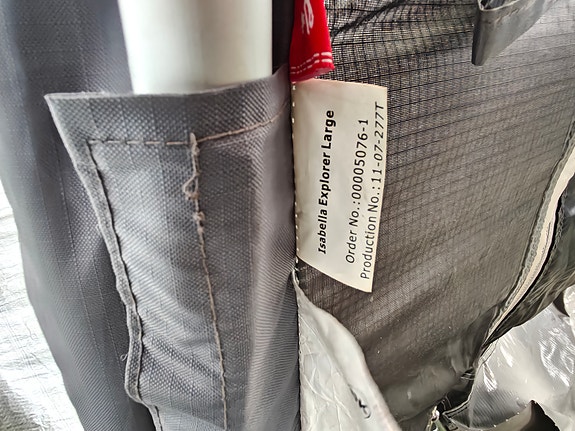 Isabella Explorer Large
Order No.:00005076-1
Production No.:11-07-277T